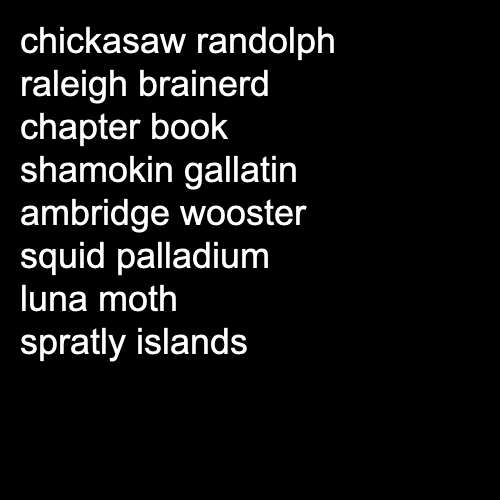 chickasaw randolph
raleigh brainerd
chapter book
shamokin gallatin
ambridge wooster
squid palladium
luna moth
spratly islands